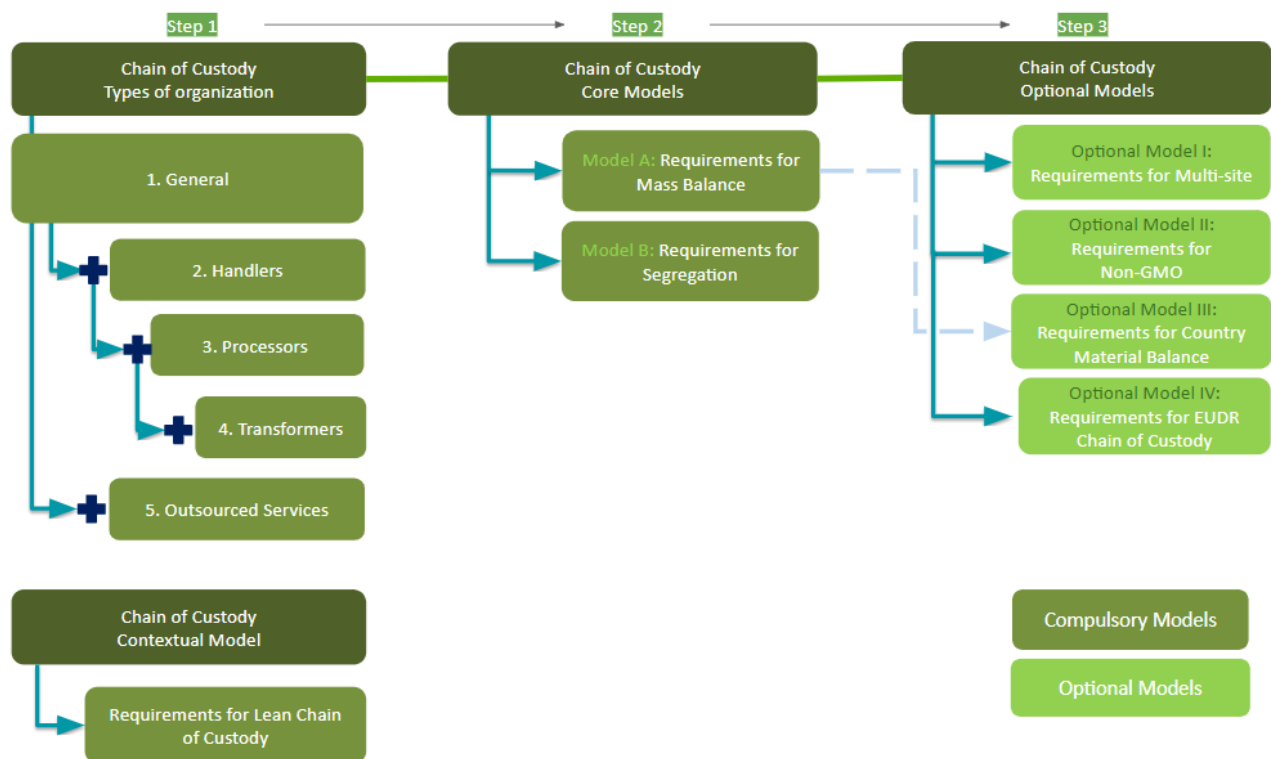 Step 1
Step 2
Step 3
Chain of Custody
Types of organization
Chain of Custody
Core Models
Chain of Custody
Optional Models
1. General
2. Handlers
3. Processors
4. Transformers
5. Outsourced Services
Model A: Requirements for
Mass Balance
Model B: Requirements for
Segregation
Optional Model I:
Requirements for Multi-site
Optional Model II:
Requirements for
Non-GMO
Optional Model III:
Requirements for Country
Material Balance
Optional Model IV:
Requirements for EUDR
Chain of Custody
Chain of Custody
Contextual Model
Requirements for Lean Chain
of Custody
Compulsory Models
Optional Models